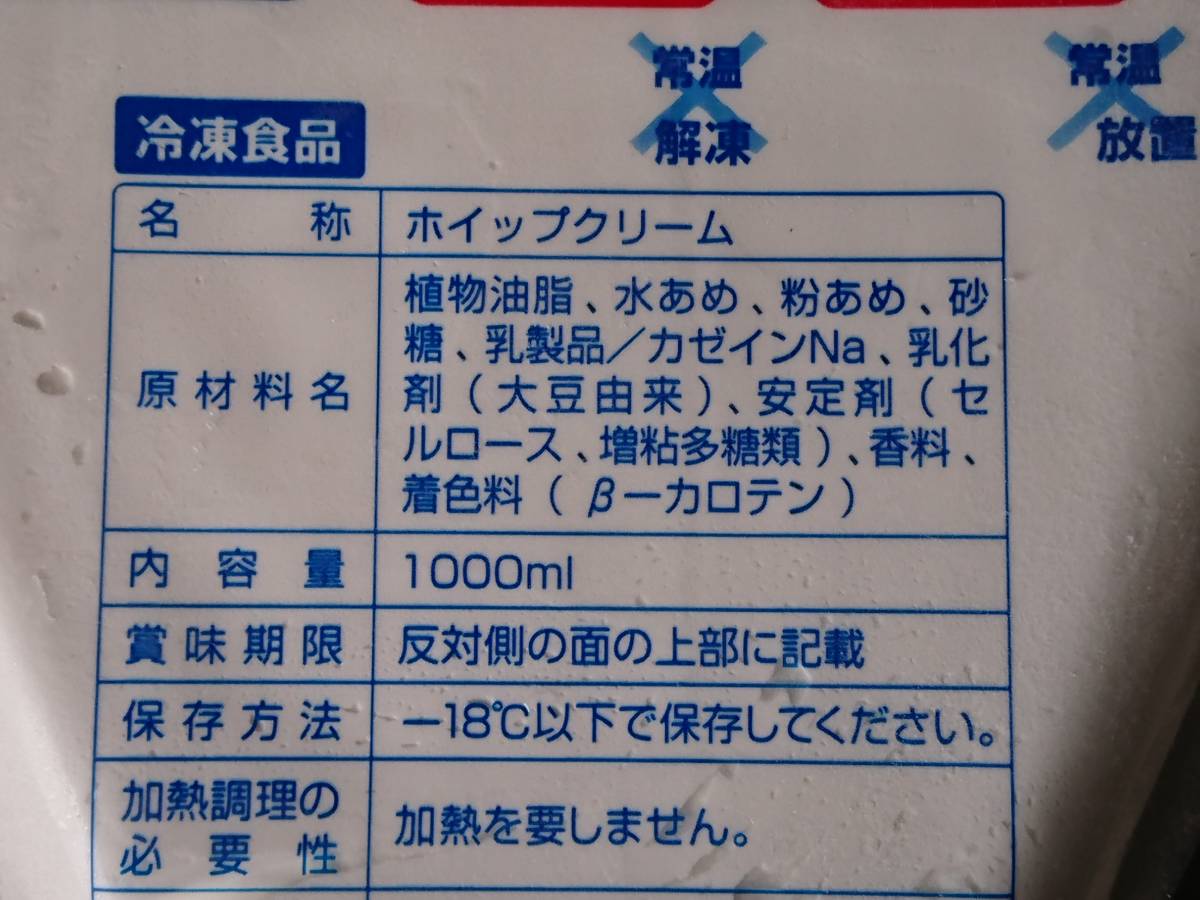 常温
解凍
常温
放置
冷凍食品
名称 ホイップクリーム
原材料名
植物油脂、水あめ、粉あめ、砂
糖、乳製品／カゼインNa、乳化
剤(大豆由来)、安定剤(セ
ルロース、増粘多糖類)、香料、
着色料(βーカロテン)
内容量 1000ml
賞味期限 反対側の面の上部に記載
保存方法 −18℃以下で保存してください。
加熱調理の
必要性
加熱を要しません。